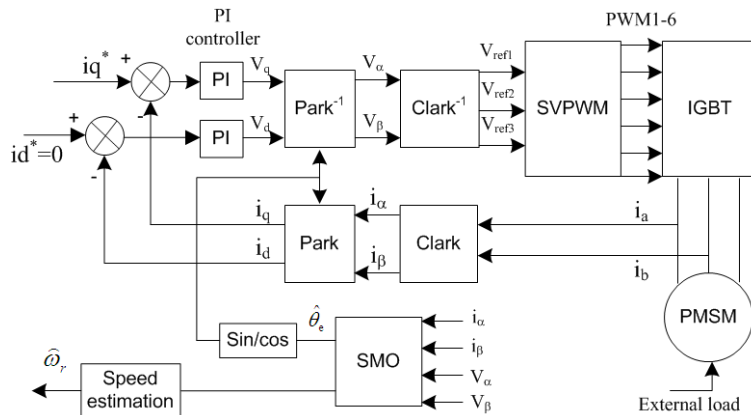 PI
controller
PWM1-6
iq*
+
-
PI
Vq
Park-1
Vα
Clark-1
Vref1
Vref2
Vref3
SVPWM
IGBT
+
-
id*=0
PI
Vd
Vβ
iq
id
Park
iα
iβ
Clark
ia
ib
PMSM
External load
Sin/cos
θ̂e
SMO
iα
iβ
Vα
Vβ
ω̂r
Speed
estimation